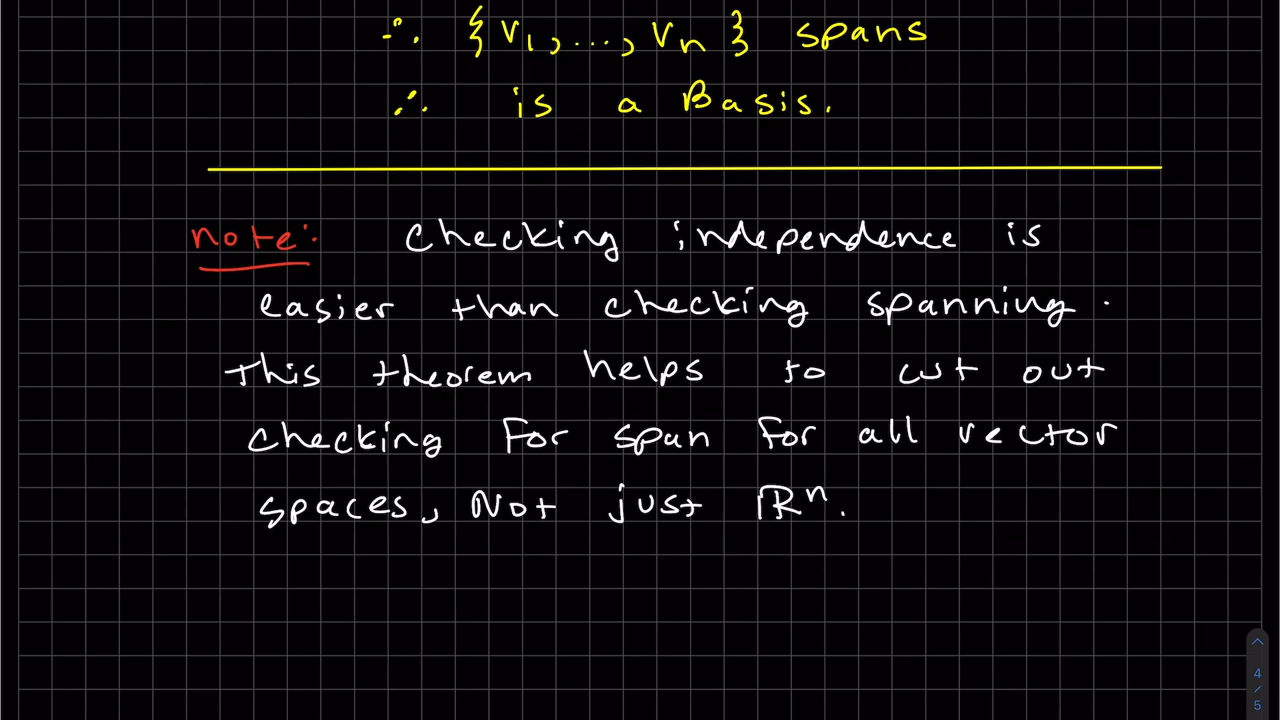 ∴ {v₁,...,vₙ} spans
∴ is a Basis.
note: checking independence is
easier than checking spanning.
This theorem helps to cut out
checking for span for all vector
spaces, Not just ℝⁿ.
4
/
5